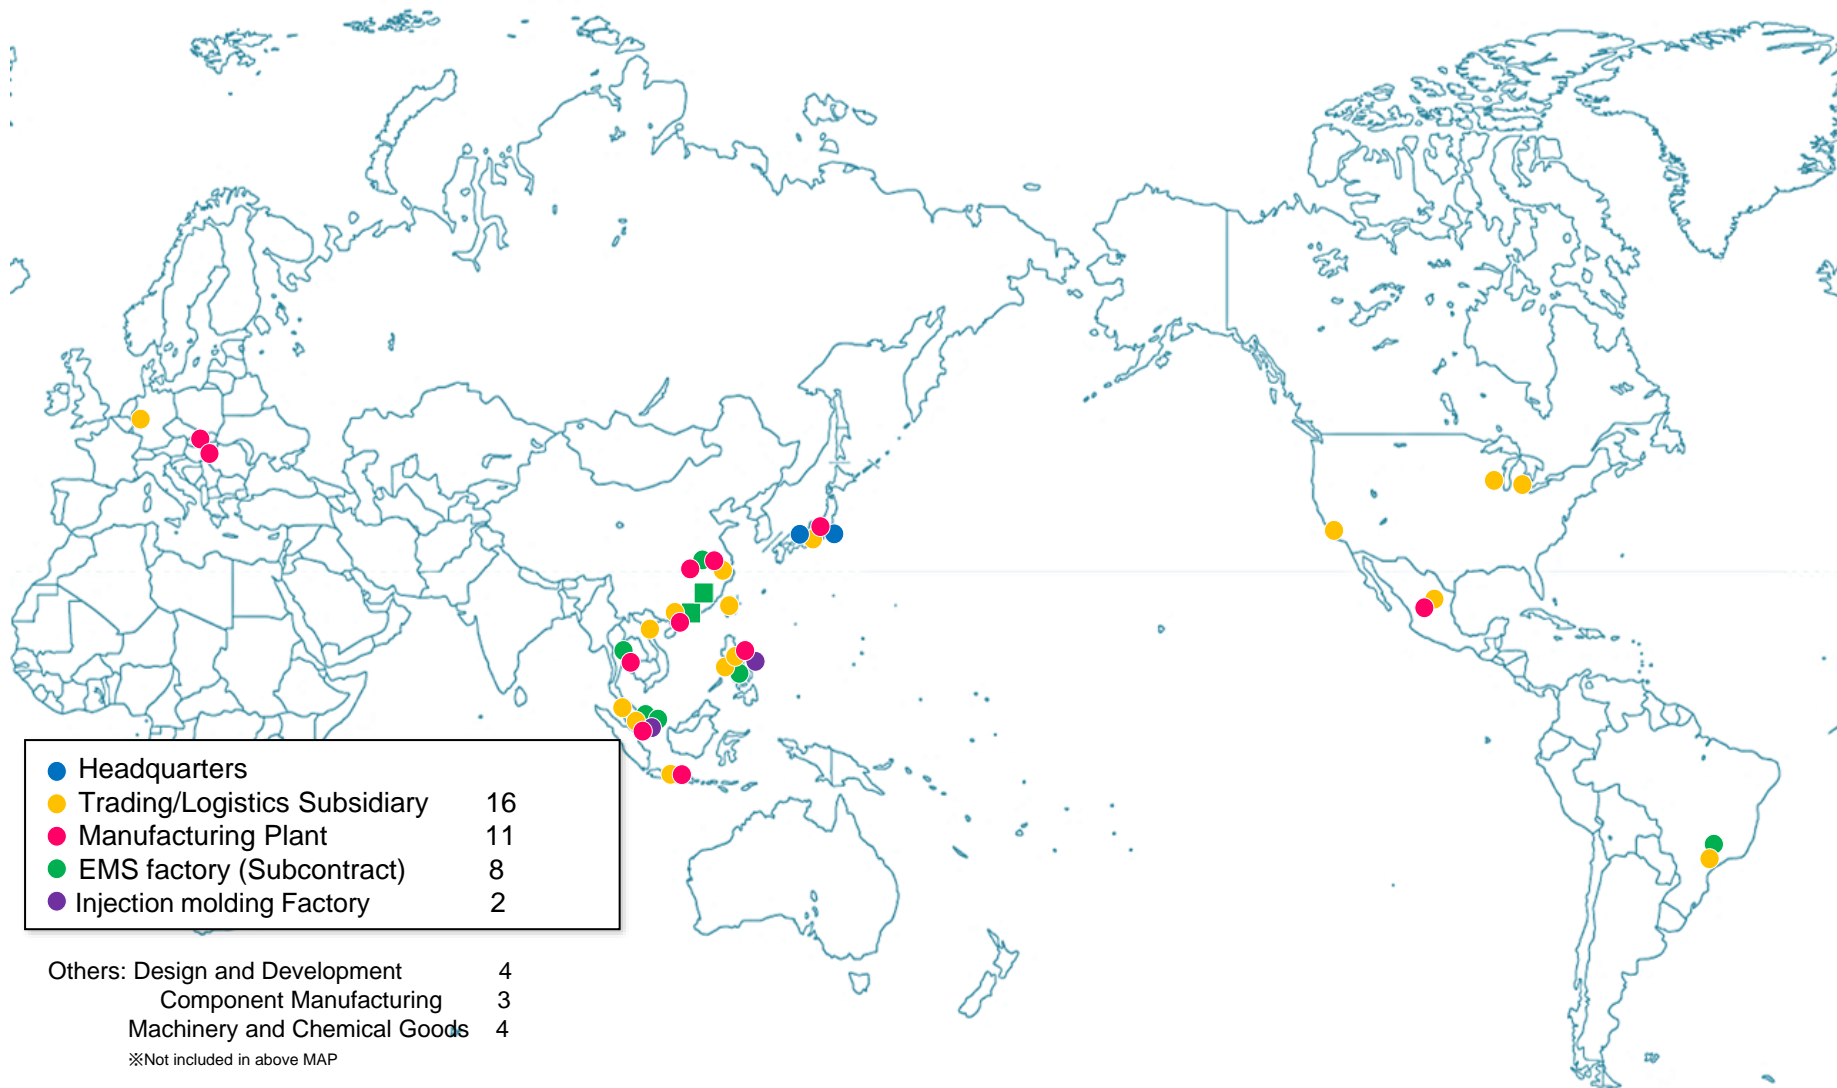 Headquarters
Trading/Logistics Subsidiary 16
Manufacturing Plant 11
EMS factory (Subcontract) 8
Injection molding Factory 2
Others: Design and Development 4
Component Manufacturing 3
Machinery and Chemical Goods 4
※Not included in above MAP